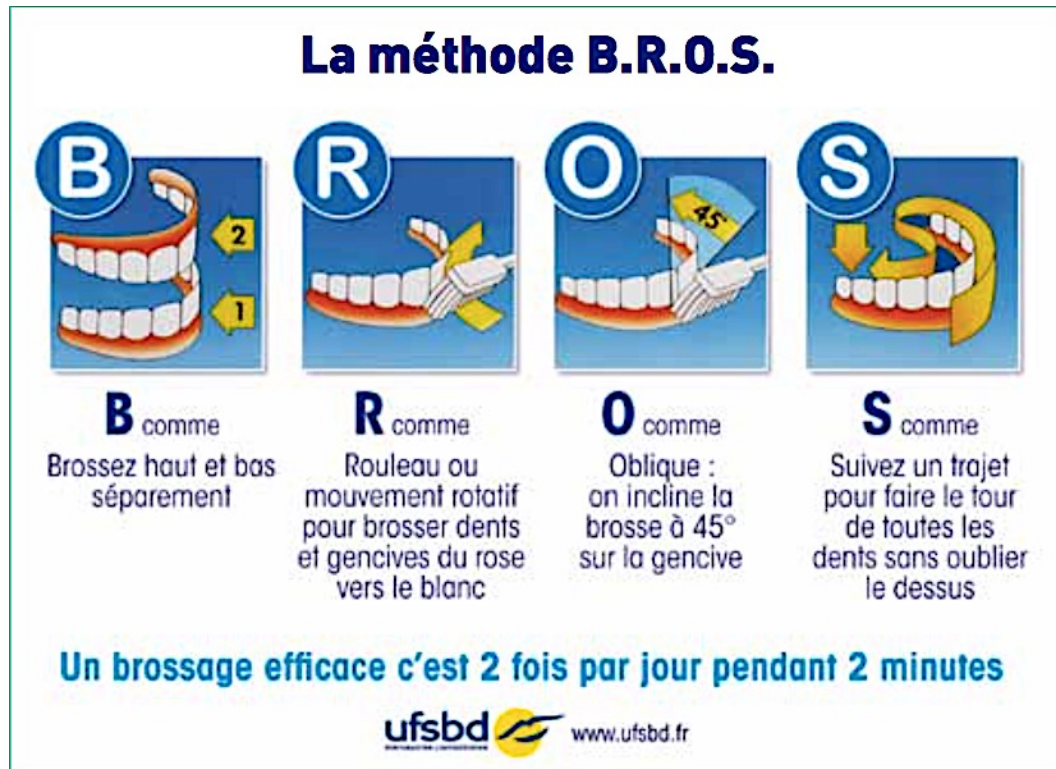 La méthode B.R.O.S.
B
2
1
R
O
45°
S
B comme
Brossez haut et bas
séparement
R comme
Rouleau ou
mouvement rotatif
pour brosser dents
et gencives du rose
vers le blanc
O comme
Oblique :
on incline la
brosse à 45°
sur la gencive
S comme
Suivez un trajet
pour faire le tour
de toutes les
dents sans oublier
le dessus
Un brossage efficace c'est 2 fois par jour pendant 2 minutes
ufsbd
www.ufsbd.fr